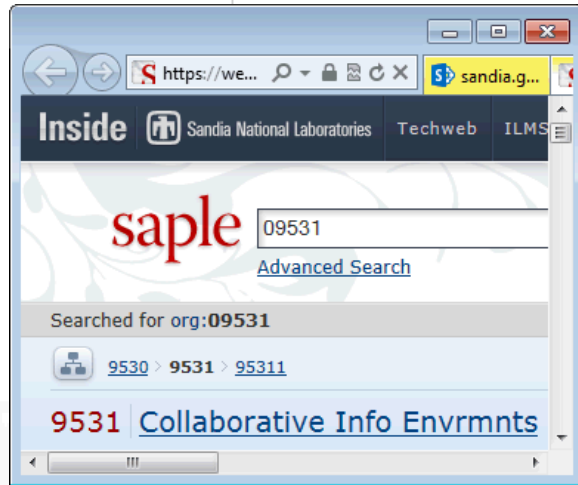 https://we...
sandia.g...
Inside Sandia National Laboratories Techweb ILMS
saple 09531
Advanced Search
Searched for org:09531
9530 > 9531 > 95311
9531 Collaborative Info Envrmnts